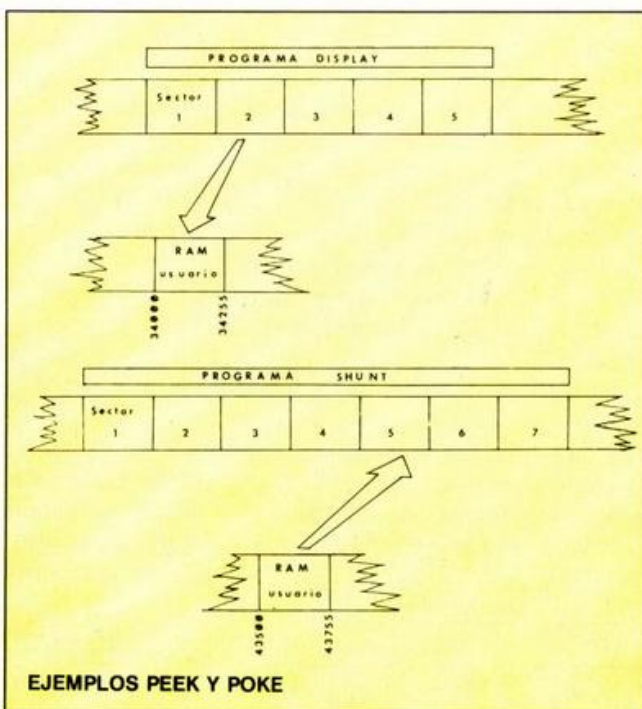 PROGRAMA DISPLAY
Sector
1 2 3 4 5
RAM
usuario
34000 34255
PROGRAMA SHUNT
Sector
1 2 3 4 5 6 7
RAM
usuario
43500 43755
EJEMPLOS PEEK Y POKE